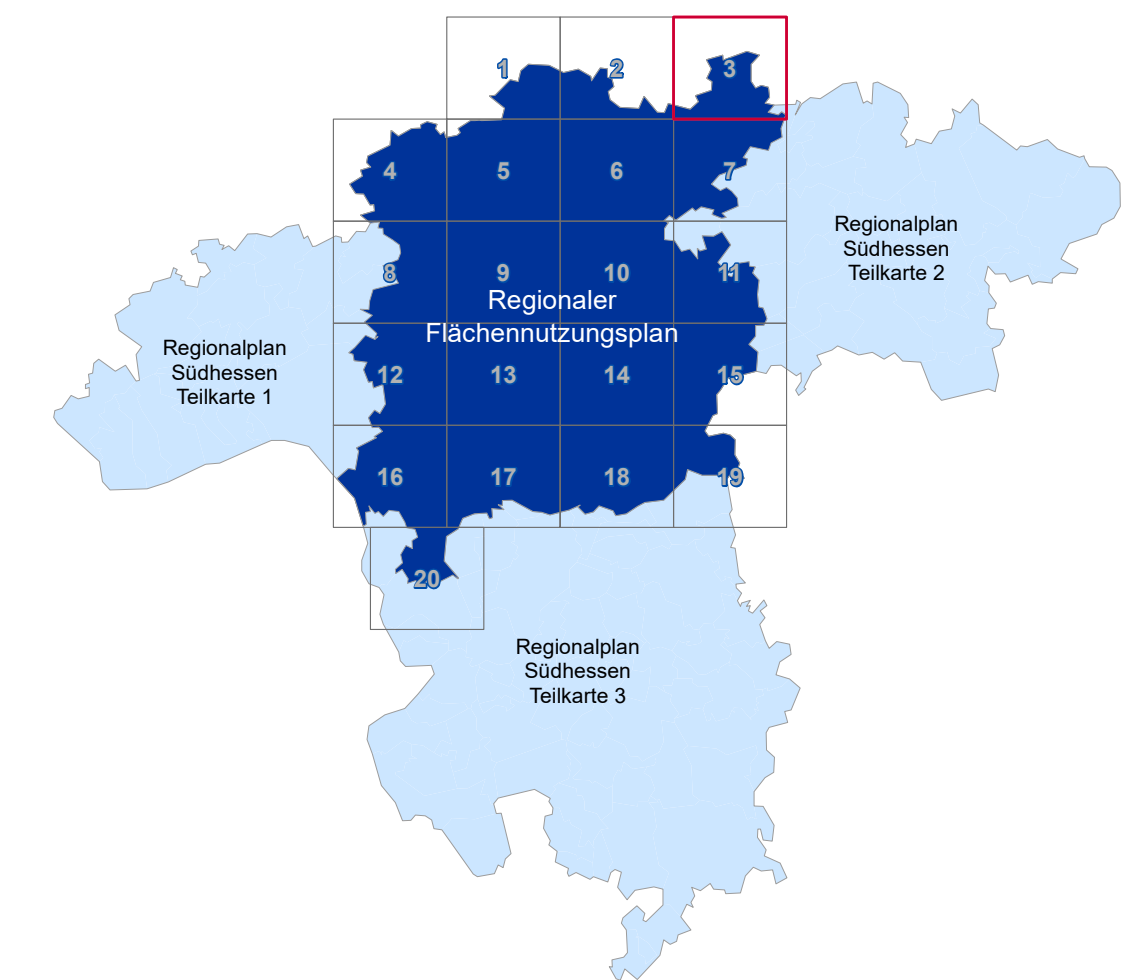 1
2
3
4
5
6
7
Regionalplan
Südhessen
Teilkarte 2
8
9
10
11
Regionaler
Flächennutzungsplan
Regionalplan
Südhessen
Teilkarte 1
12
13
14
15
16
17
18
19
20
Regionalplan
Südhessen
Teilkarte 3